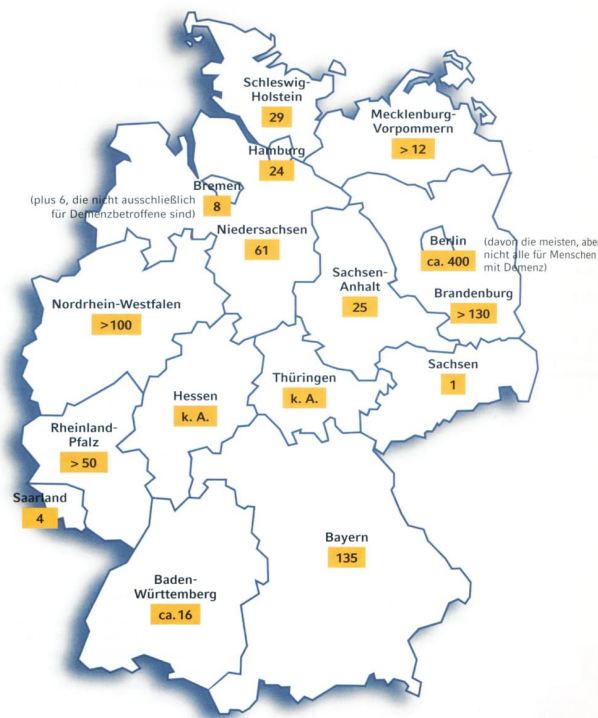 Schleswig-
Holstein
29
Mecklenburg-
Vorpommern
> 12
Hamburg
24
Bremen
8
(plus 6, die nicht ausschließlich
für Demenzbetroffene sind)
Niedersachsen
61
Berlin
ca. 400
(davon die meisten, aber
nicht alle für Menschen
mit Demenz)
Sachsen-
Anhalt
25
Brandenburg
> 130
Nordrhein-Westfalen
>100
Sachsen
1
Thüringen
k. A.
Hessen
k. A.
Rheinland-
Pfalz
> 50
Saarland
4
Bayern
135
Baden-
Württemberg
ca. 16